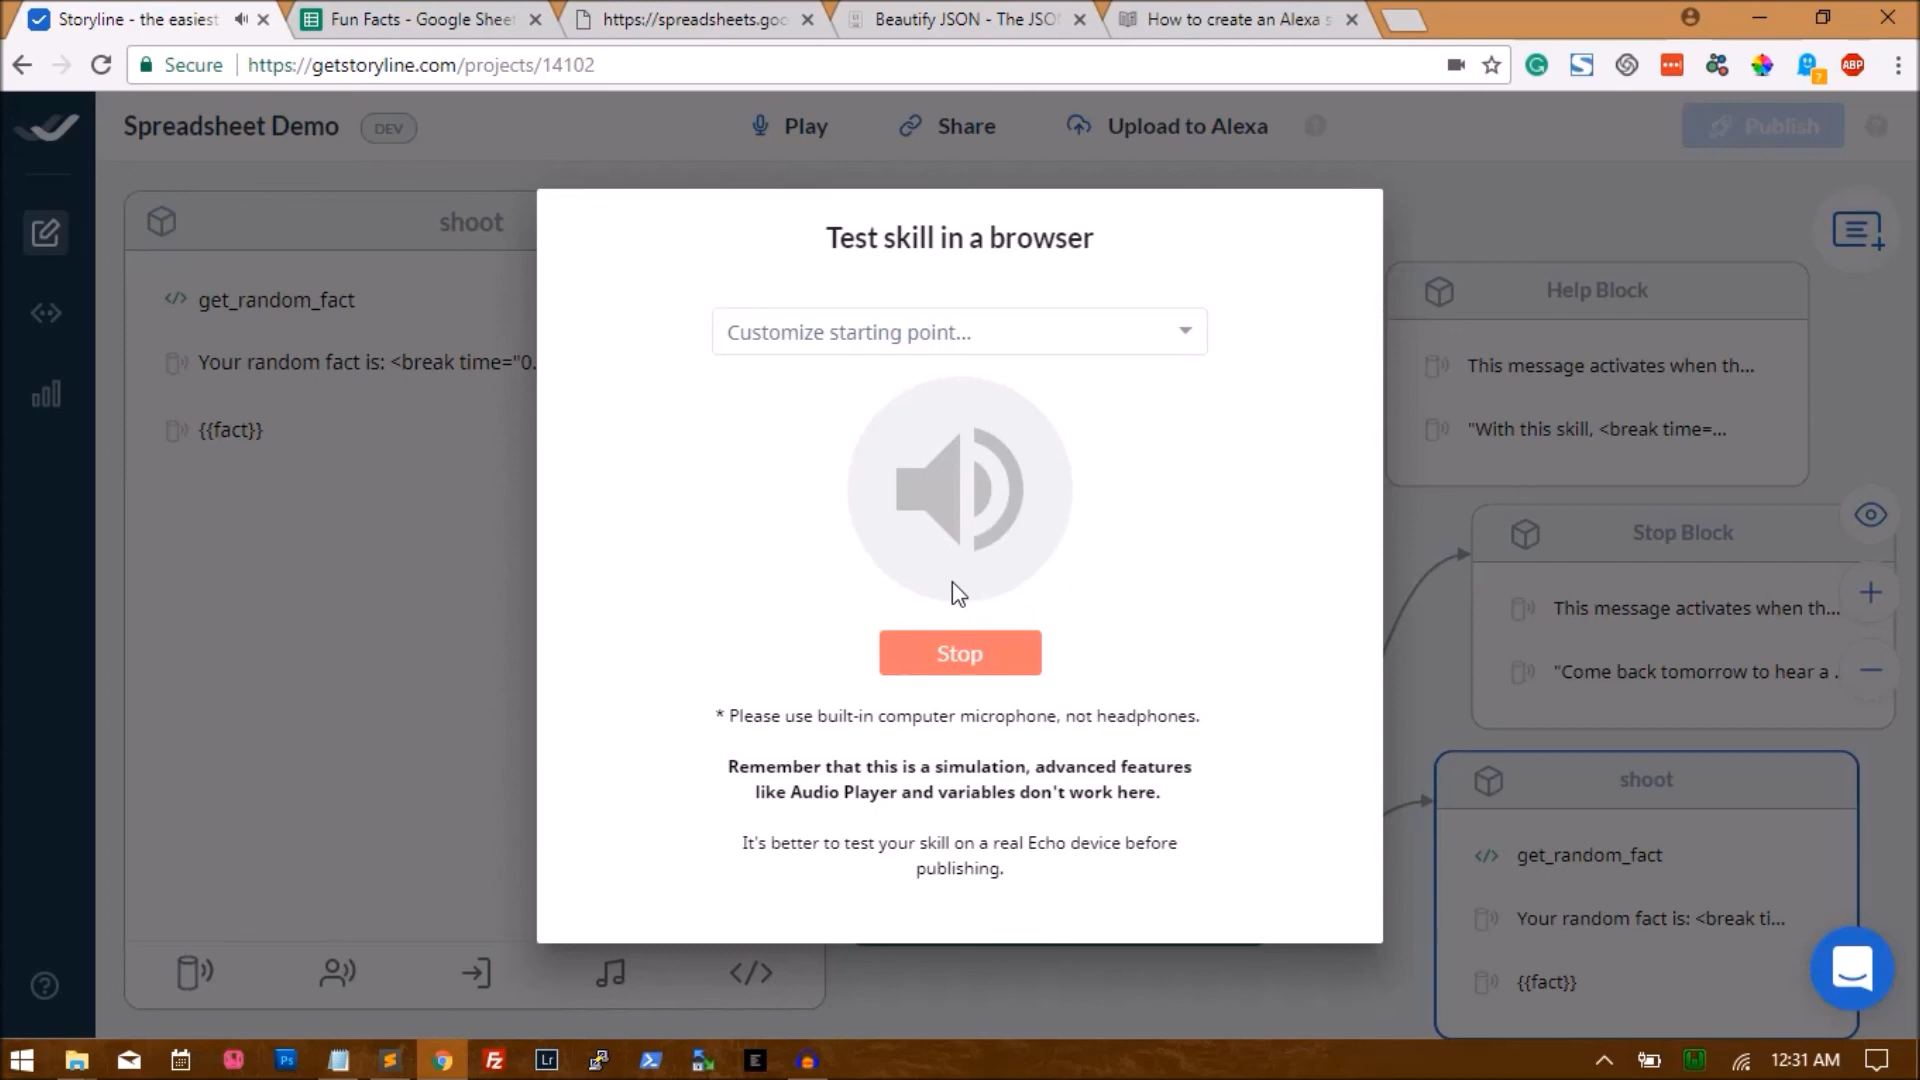 Storyline - the easiest
Fun Facts - Google Sheet
https://spreadsheets.goo
Beautify JSON - The JSO
How to create an Alexa s
Secure
https://getstoryline.com/projects/14102
ABP
7
Spreadsheet Demo
DEV
Play
Share
Upload to Alexa
Publish
shoot
get_random_fact
Your random fact is: <break time="0.
{{fact}}
Test skill in a browser
Customize starting point...
Stop
* Please use built-in computer microphone, not headphones.
Remember that this is a simulation, advanced features
like Audio Player and variables don't work here.
It's better to test your skill on a real Echo device before
publishing.
Help Block
This message activates when th...
"With this skill, <break time=...
Stop Block
This message activates when th...
"Come back tomorrow to hear a .
shoot
get_random_fact
Your random fact is: <break ti...
{{fact}}
Ps
Fz
Lr
E
12:31 AM